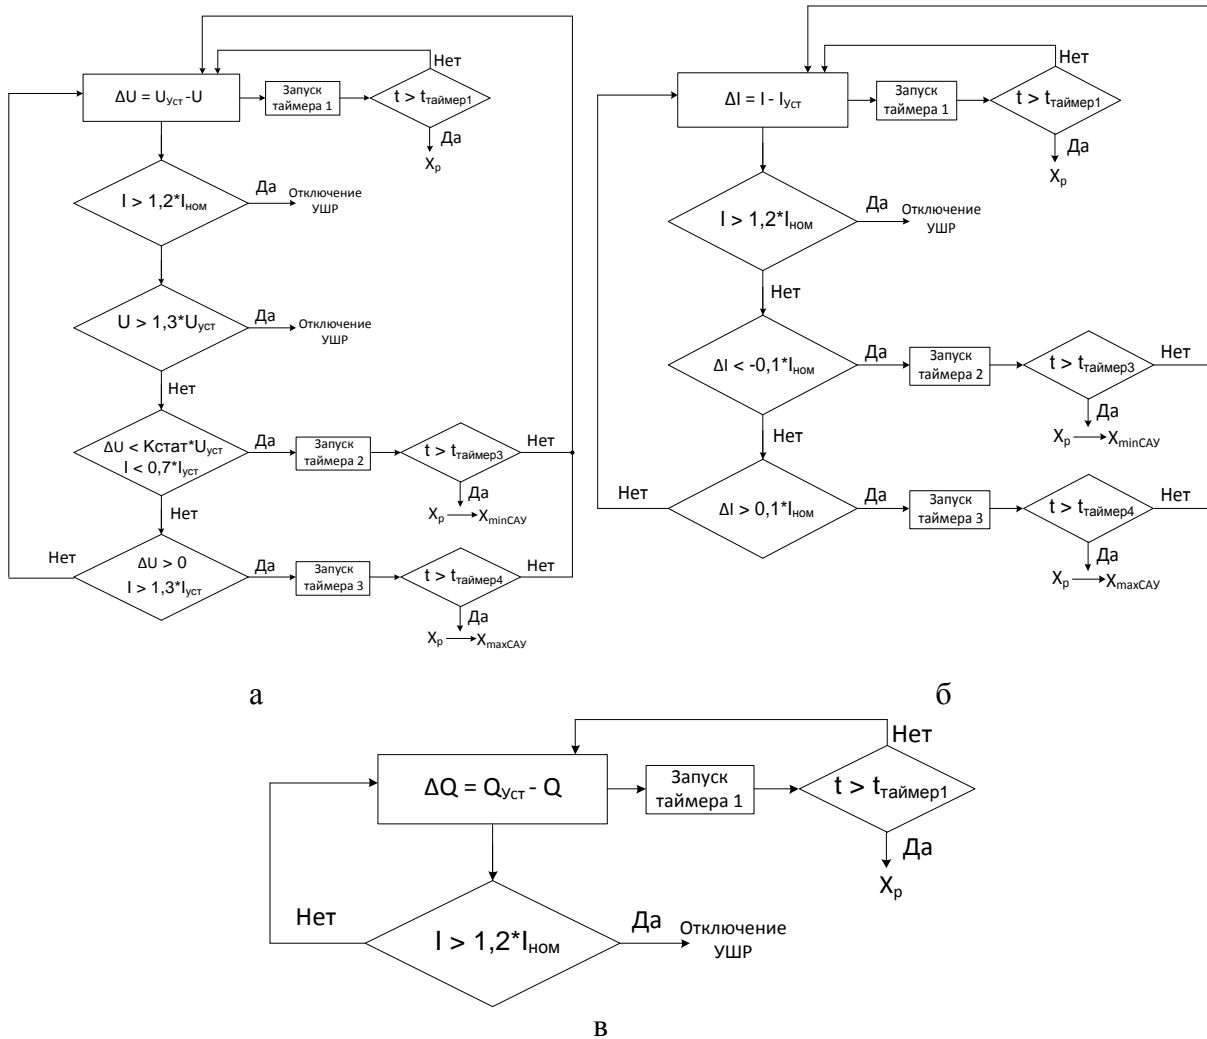 ΔU = UУст -U
Запуск
таймера 1
t > tтаймер1
Нет
Да
Xр
I > 1,2*Iном
Да
Отключение
УШР
U > 1,3*Uуст
Да
Отключение
УШР
Нет
ΔU < Kстат*Uуст
I < 0,7*Iуст
Да
Запуск
таймера 2
t > tтаймер3
Нет
Да
Xр
XminСАУ
Нет
ΔU > 0
I > 1,3*Iуст
Нет
Да
Запуск
таймера 3
t > tтаймер4
Нет
Да
Xр
XmaxСАУ
а
ΔI = I - IУст
Запуск
таймера 1
t > tтаймер1
Нет
Да
Xр
I > 1,2*Iном
Да
Отключение
УШР
Нет
ΔI < -0,1*Iном
Да
Запуск
таймера 2
t > tтаймер3
Нет
Да
Xр
XminСАУ
Нет
ΔI > 0,1*Iном
Нет
Да
Запуск
таймера 3
t > tтаймер4
Нет
Да
Xр
XmaxСАУ
б
ΔQ = QУст - Q
Запуск
таймера 1
t > tтаймер1
Нет
Да
Xр
I > 1,2*Iном
Нет
Да
Отключение
УШР
в